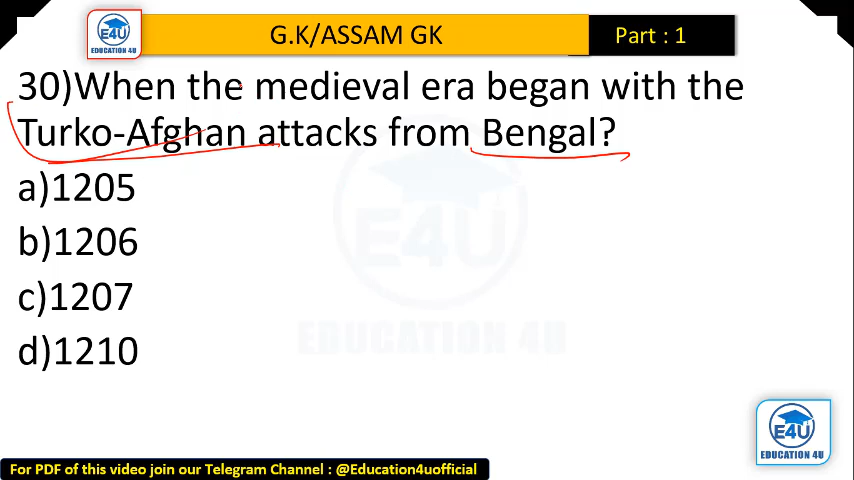 E4U
EDUCATION 4U
G.K/ASSAM GK
Part : 1
30)When the medieval era began with the
Turko-Afghan attacks from Bengal?
a)1205
b)1206
c)1207
d)1210
E4U
EDUCATION 4U
E4U
EDUCATION 4U
For PDF of this video join our Telegram Channel : @Education4uofficial